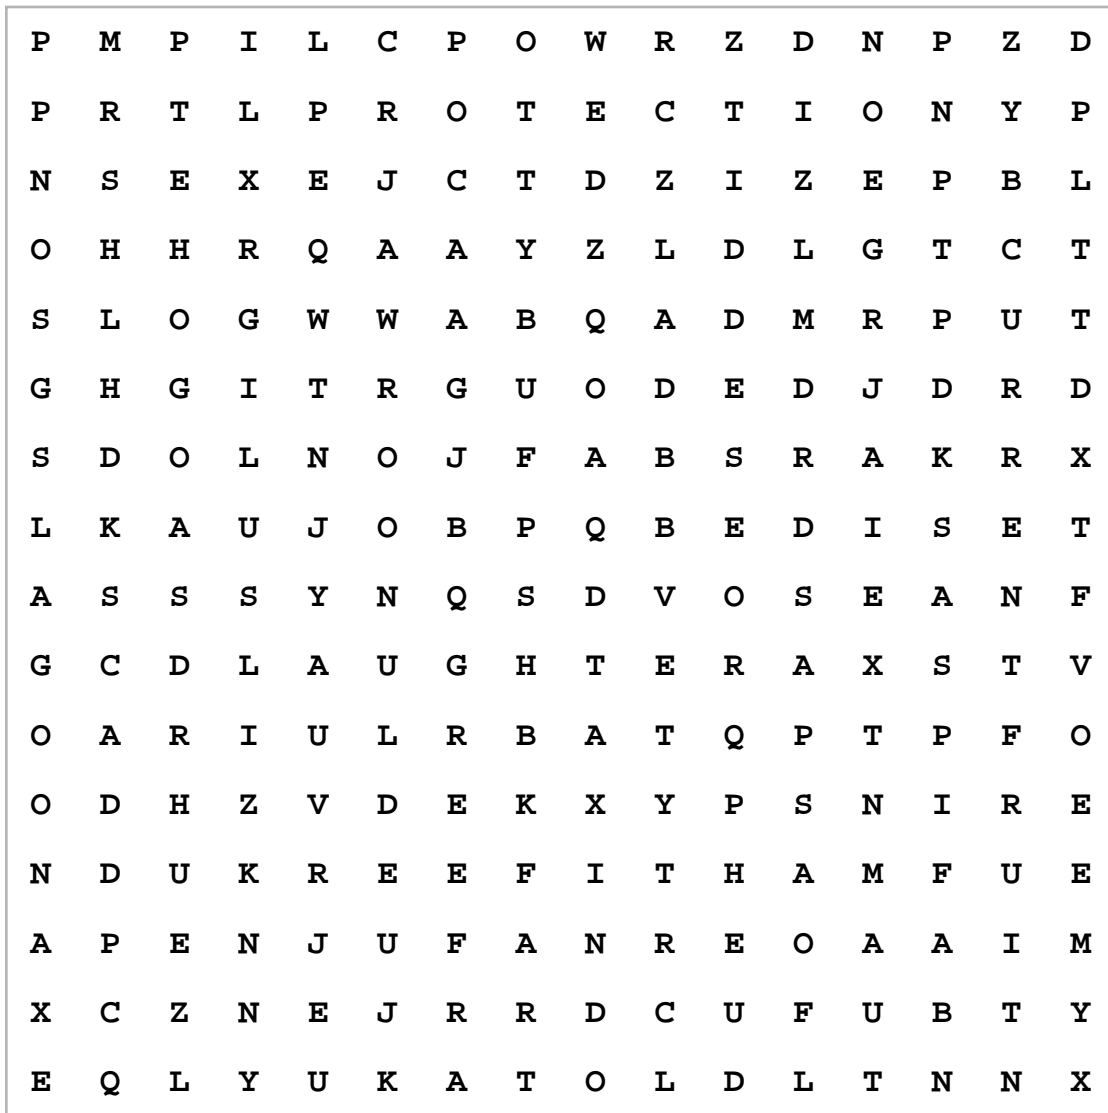 P M P I L C P O W R Z D N P Z D
P R T L P R O T E C T I O N Y P
N S E X E J C T D Z I Z E P B L
O H H R Q A A Y Z L D L G T C T
S L O G W W A B Q A D M R P U T
G H G I T R G U O D E D J D R D
S D O L N O J F A B S R A K R X
L K A U J O B P Q B E D I S E T
A S S S Y N Q S D V O S E A N F
G C D L A U G H T E R A X S T V
O A R I U L R B A T Q P T P F O
O D H Z V D E K X Y P S N I R E
N D U K R E E F I T H A M F U E
A P E N J U F A N R E O A A I M
X C Z N E J R R D C U F U B T Y
E Q L Y U K A T O L D L T N N X